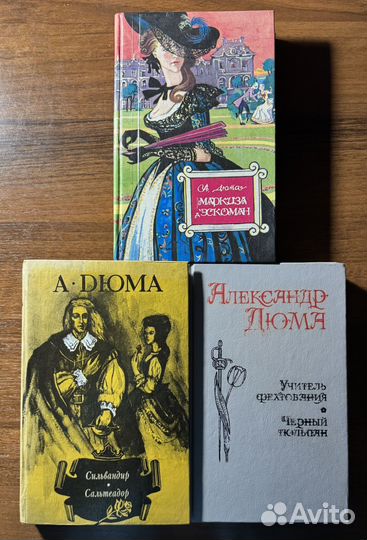 А. Дюма
МАРКИЗА
Д'ЭСКОМАН
А·ДЮМА
Сильвандир
Сальтеадор
АЛЕКСАНДР
ДЮМА
УЧИТЕЛЬ
ФЕХТОВАНИЯ
ЧЕРНЫЙ
ТЮЛЬПАН
Avito